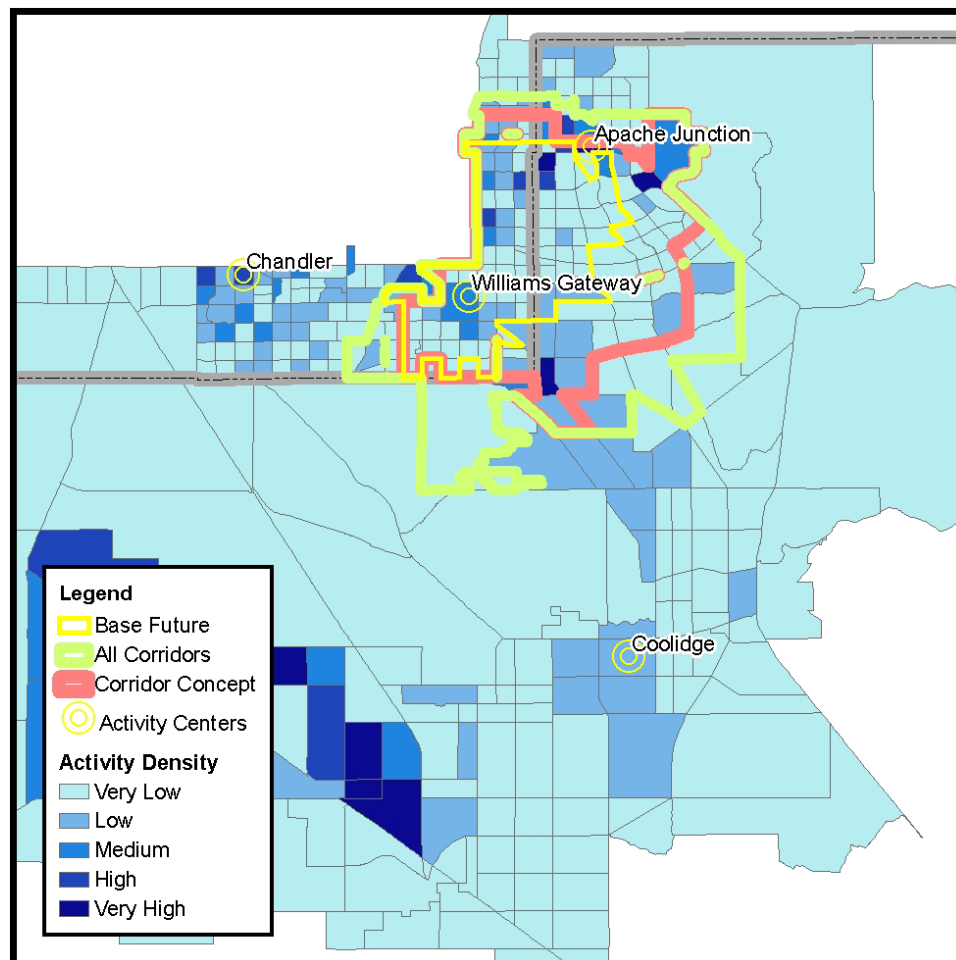 Apache Junction
Chandler
Williams Gateway
Coolidge
Legend
Base Future
All Corridors
Corridor Concept
Activity Centers
Activity Density
Very Low
Low
Medium
High
Very High